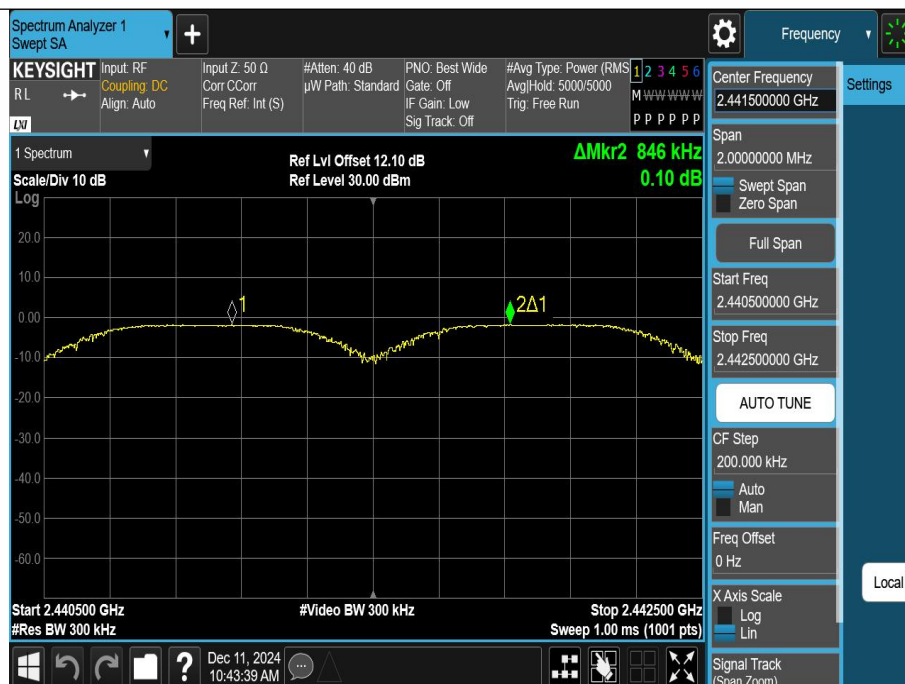 Spectrum Analyzer 1
Swept SA
Frequency
KEYSIGHT
RL
LXI
Input: RF
Coupling: DC
Align: Auto
Input Z: 50 Ω
Corr CCorr
Freq Ref: Int (S)
#Atten: 40 dB
µW Path: Standard
PNO: Best Wide
Gate: Off
IF Gain: Low
Sig Track: Off
#Avg Type: Power (RMS
Avg|Hold: 5000/5000
Trig: Free Run
1 2 3 4 5 6
M W W W W W
P P P P P P
1 Spectrum
Scale/Div 10 dB
Log
Ref Lvl Offset 12.10 dB
Ref Level 30.00 dBm
ΔMkr2 846 kHz
0.10 dB
20.0
10.0
0.00
-10.0
-20.0
-30.0
-40.0
-50.0
-60.0
1
2Δ1
Start 2.440500 GHz
#Res BW 300 kHz
#Video BW 300 kHz
Stop 2.442500 GHz
Sweep 1.00 ms (1001 pts)
Dec 11, 2024
10:43:39 AM
?
Center Frequency
2.441500000 GHz
Settings
Span
2.00000000 MHz
Swept Span
Zero Span
Full Span
Start Freq
2.440500000 GHz
Stop Freq
2.442500000 GHz
AUTO TUNE
CF Step
200.000 kHz
Auto
Man
Freq Offset
0 Hz
Local
X Axis Scale
Log
Lin
Signal Track
(Span Zoom)